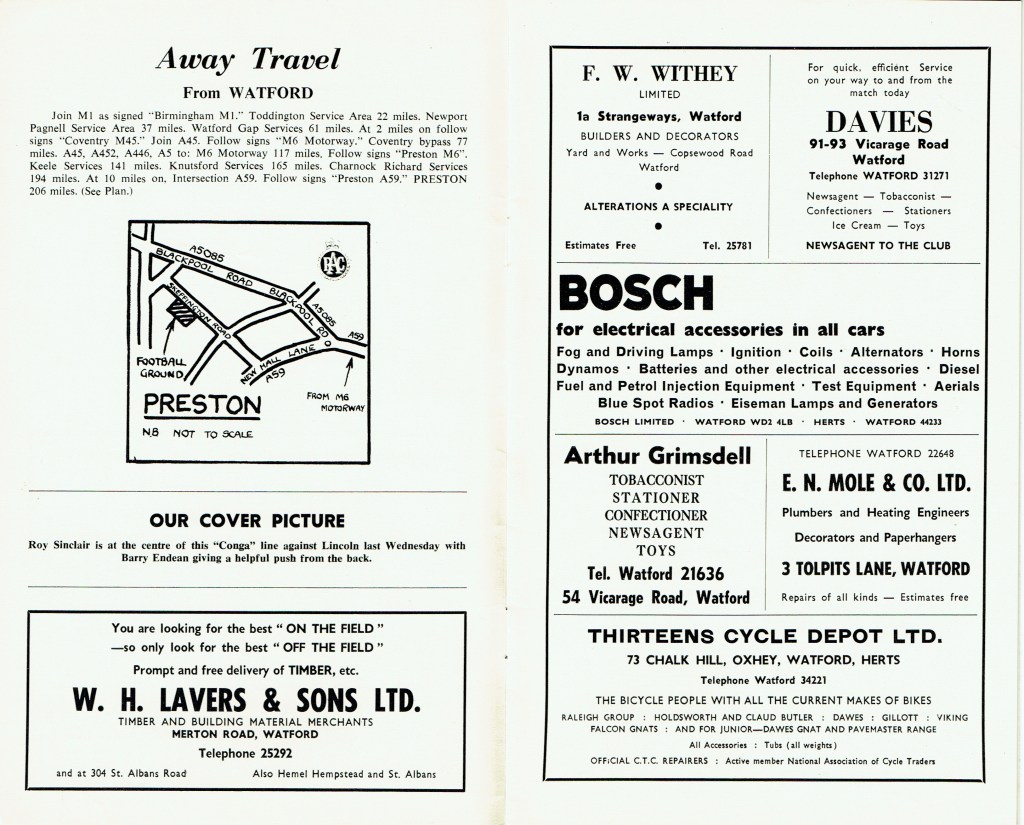 Away Travel
From WATFORD
Join M1 as signed "Birmingham M1." Toddington Service Area 22 miles. Newport
Pagnell Service Area 37 miles. Watford Gap Services 61 miles. At 2 miles on follow
signs "Coventry M45." Join A45. Follow signs "M6 Motorway." Coventry bypass 77
miles. A45, A452, A446, A5 to: M6 Motorway 117 miles. Follow signs "Preston M6".
Keele Services 141 miles. Knutsford Services 165 miles. Charnock Richard Services
194 miles. At 10 miles on, Intersection A59. Follow signs "Preston A59." PRESTON
206 miles. (See Plan.)
A5085
BLACKPOOL ROAD
BLACKPOOL RD
A5085
RAC
SKEFFINGTON ROAD
A59
NEW HALL LANE
A59
FOOTBALL
GROUND
FROM M6
MOTORWAY
PRESTON
N.B NOT TO SCALE
OUR COVER PICTURE
Roy Sinclair is at the centre of this "Conga" line against Lincoln last Wednesday with
Barry Endean giving a helpful push from the back.
You are looking for the best "ON THE FIELD"
—so only look for the best "OFF THE FIELD"
Prompt and free delivery of TIMBER, etc.
W. H. LAVERS & SONS LTD.
TIMBER AND BUILDING MATERIAL MERCHANTS
MERTON ROAD, WATFORD
Telephone 25292
and at 304 St. Albans Road Also Hemel Hempstead and St. Albans
F. W. WITHEY
LIMITED
1a Strangeways, Watford
BUILDERS AND DECORATORS
Yard and Works — Copsewood Road
Watford
●
ALTERATIONS A SPECIALITY
●
Estimates Free Tel. 25781
For quick, efficient Service
on your way to and from the
match today
DAVIES
91-93 Vicarage Road
Watford
Telephone WATFORD 31271
Newsagent — Tobacconist —
Confectioners — Stationers
Ice Cream — Toys
NEWSAGENT TO THE CLUB
BOSCH
for electrical accessories in all cars
Fog and Driving Lamps · Ignition · Coils · Alternators · Horns
Dynamos · Batteries and other electrical accessories · Diesel
Fuel and Petrol Injection Equipment · Test Equipment · Aerials
Blue Spot Radios · Eiseman Lamps and Generators
BOSCH LIMITED · WATFORD WD2 4LB · HERTS · WATFORD 44233
Arthur Grimsdell
TOBACCONIST
STATIONER
CONFECTIONER
NEWSAGENT
TOYS
Tel. Watford 21636
54 Vicarage Road, Watford
TELEPHONE WATFORD 22648
E. N. MOLE & CO. LTD.
Plumbers and Heating Engineers
Decorators and Paperhangers
3 TOLPITS LANE, WATFORD
Repairs of all kinds — Estimates free
THIRTEENS CYCLE DEPOT LTD.
73 CHALK HILL, OXHEY, WATFORD, HERTS
Telephone Watford 34221
THE BICYCLE PEOPLE WITH ALL THE CURRENT MAKES OF BIKES
RALEIGH GROUP : HOLDSWORTH AND CLAUD BUTLER : DAWES : GILLOTT : VIKING
FALCON GNATS : AND FOR JUNIOR—DAWES GNAT AND PAVEMASTER RANGE
All Accessories : Tubs (all weights)
OFFICIAL C.T.C. REPAIRERS : Active member National Association of Cycle Traders